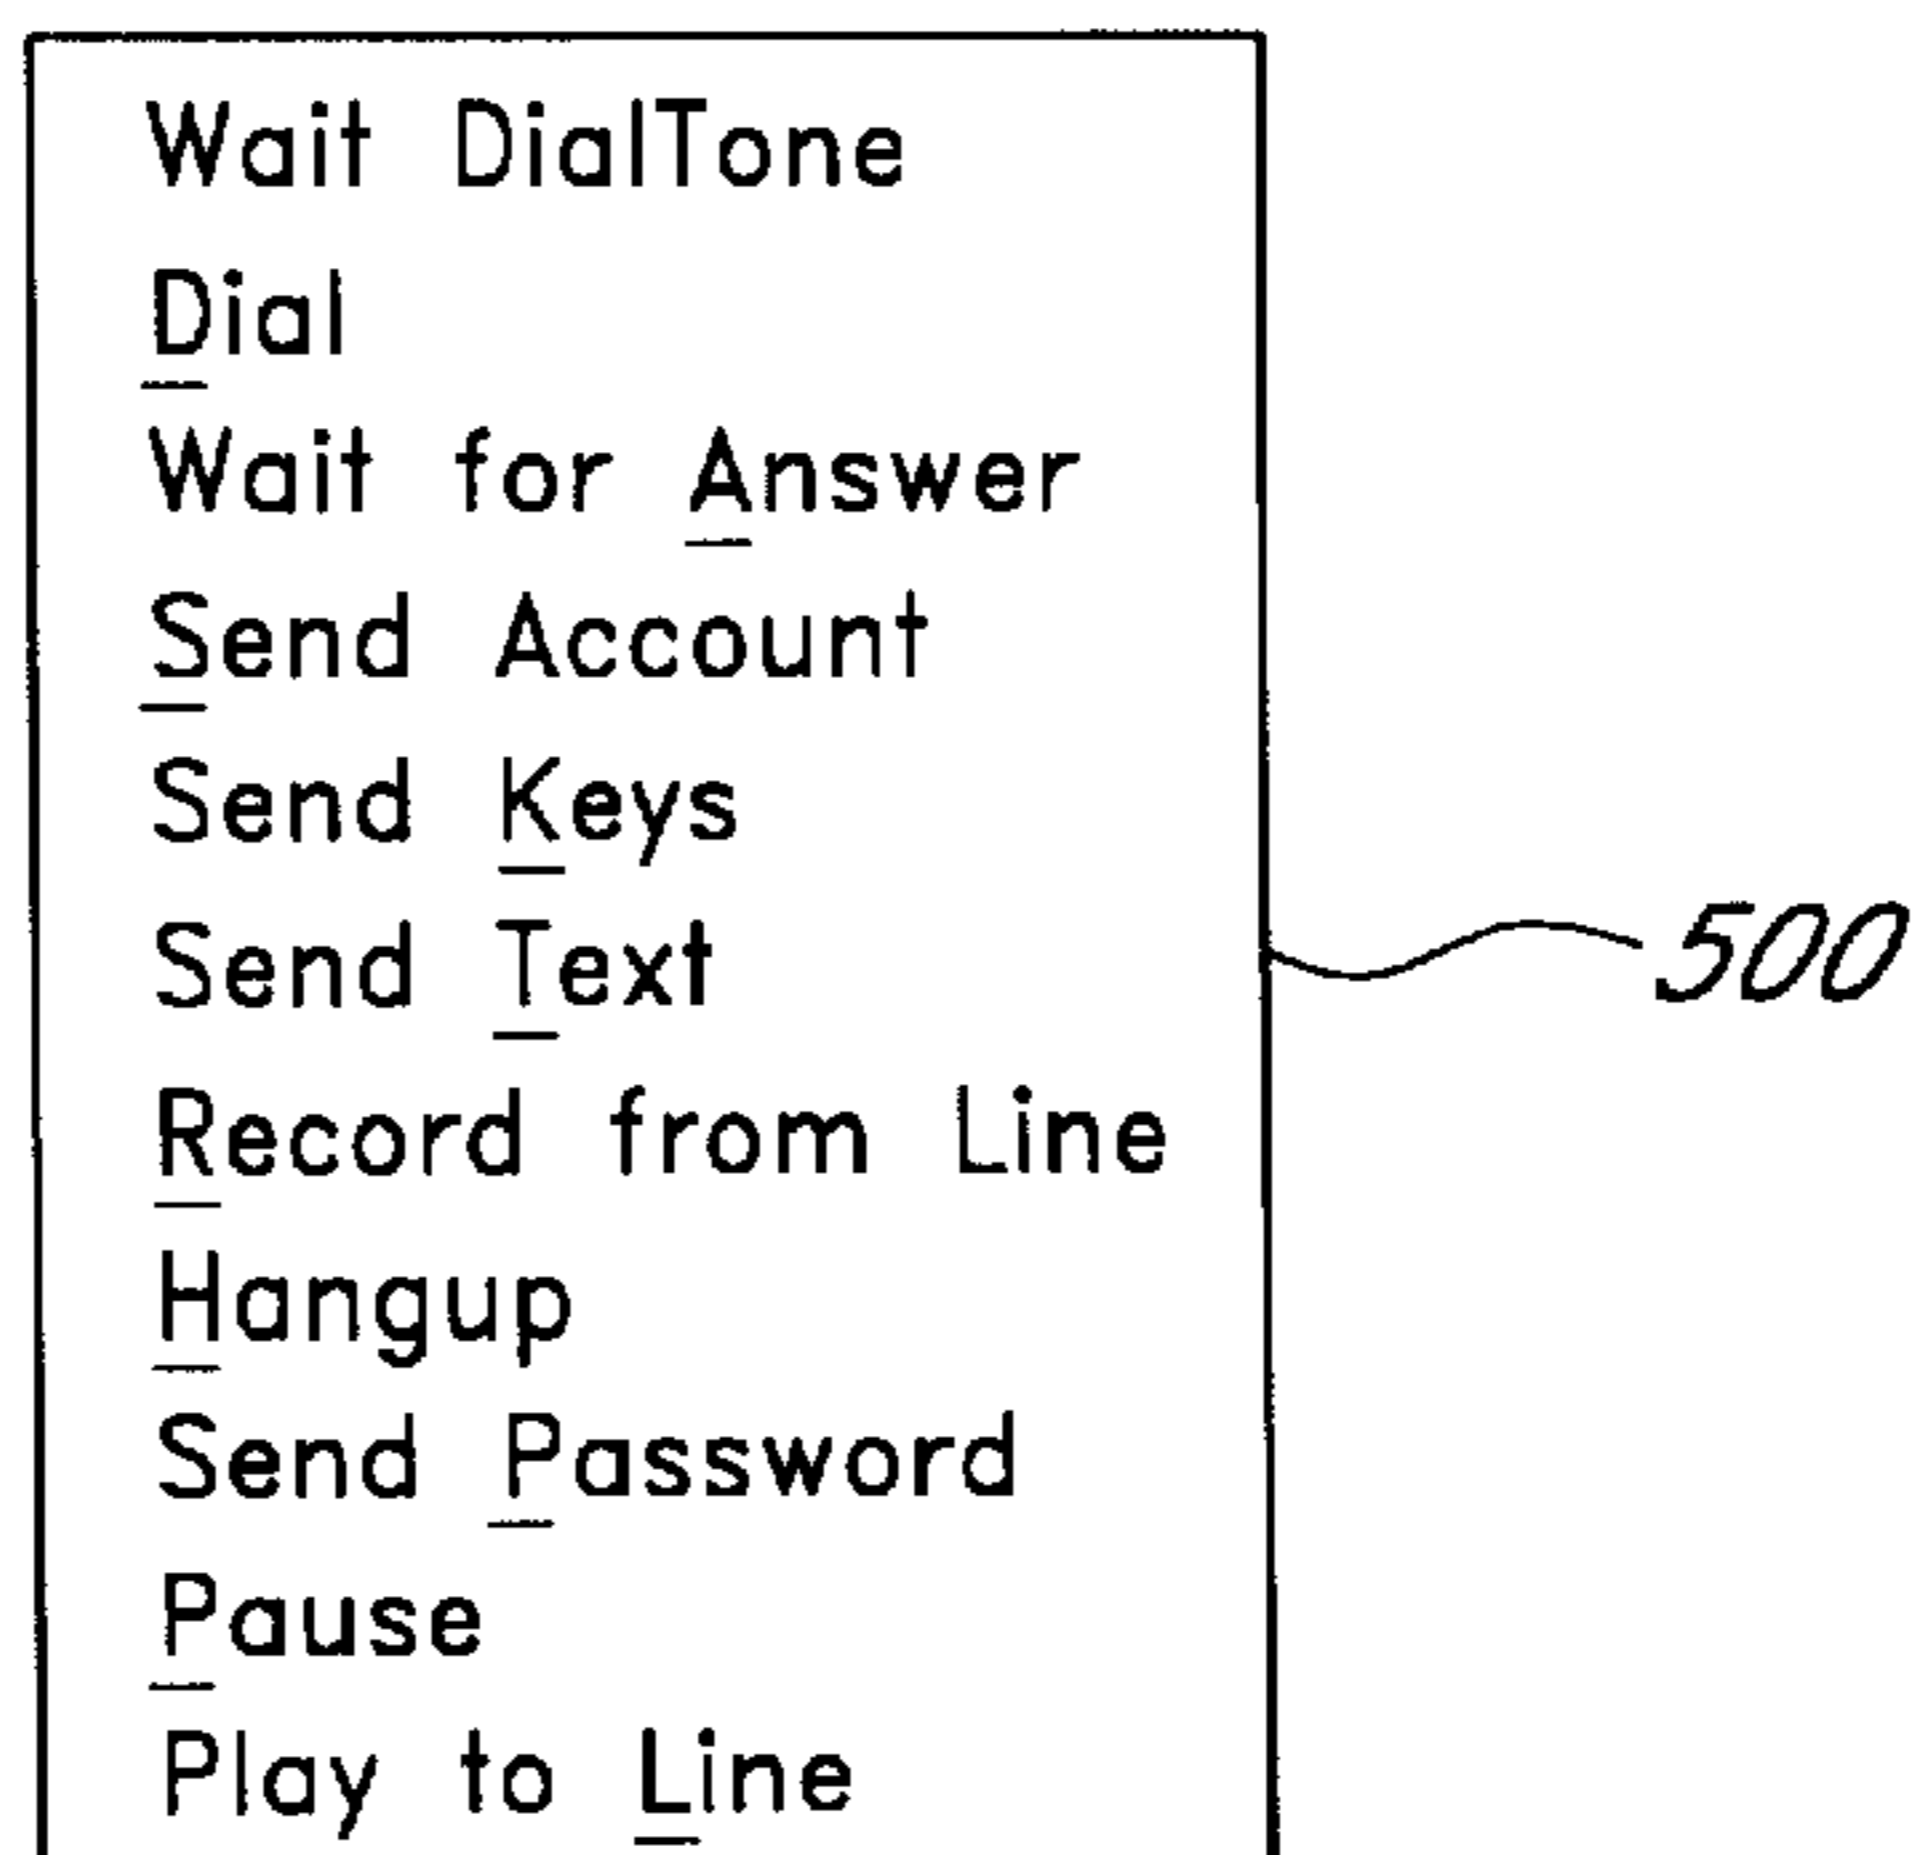 Wait DialTone
Dial
Wait for Answer
Send Account
Send Keys
Send Text
500
Record from Line
Hangup
Send Password
Pause
Play to Line